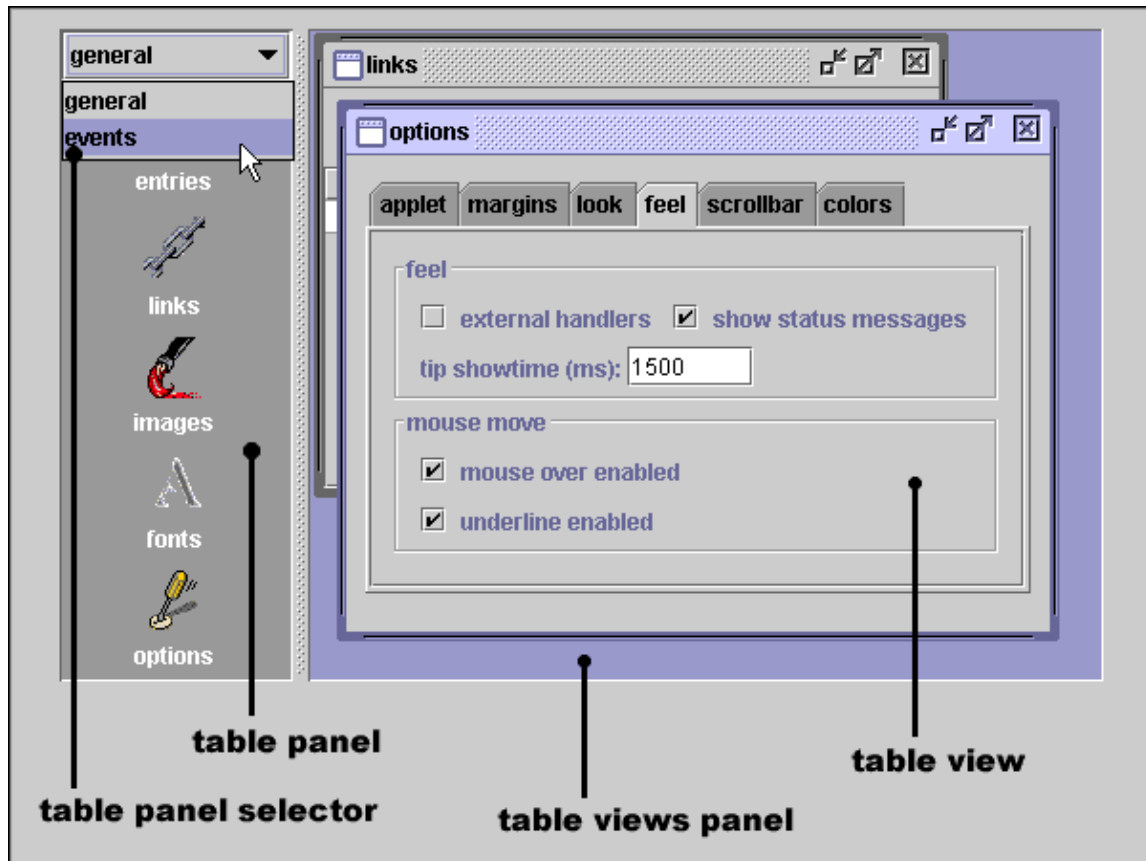 general
general
events
entries
links
images
fonts
options
links
options
applet margins look feel scrollbar colors
feel
external handlers show status messages
tip showtime (ms): 1500
mouse move
mouse over enabled
underline enabled
table panel
table view
table panel selector
table views panel